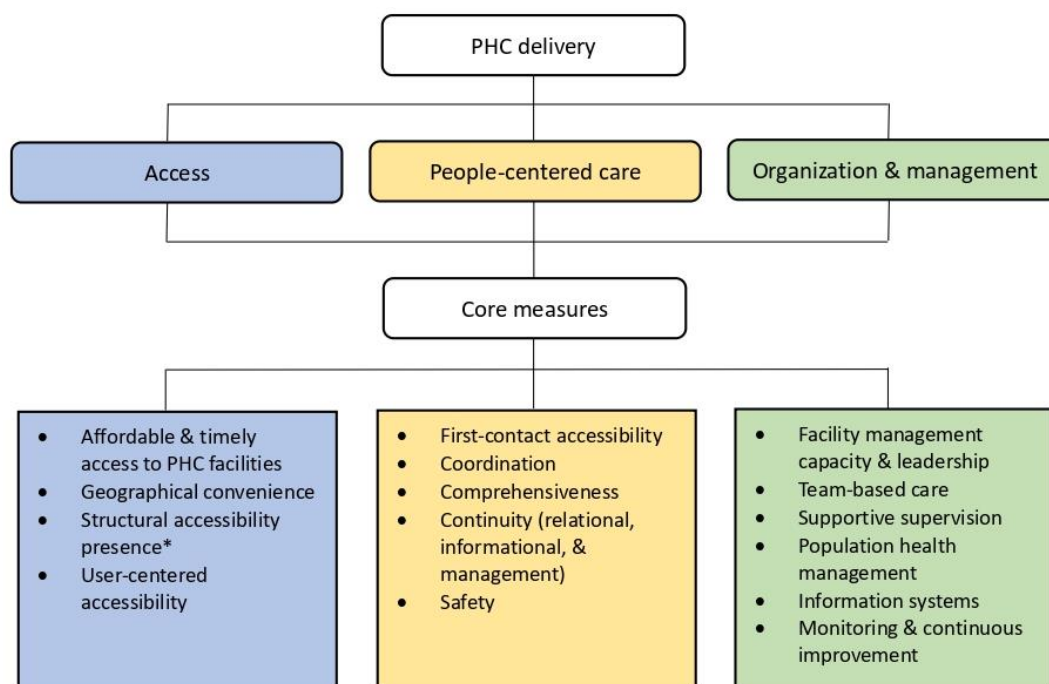 PHC delivery
Access
People-centered care
Organization & management
Core measures
• Affordable & timely
access to PHC facilities
• Geographical convenience
• Structural accessibility
presence*
• User-centered
accessibility
• First-contact accessibility
• Coordination
• Comprehensiveness
• Continuity (relational,
informational, &
management)
• Safety
• Facility management
capacity & leadership
• Team-based care
• Supportive supervision
• Population health
management
• Information systems
• Monitoring & continuous
improvement